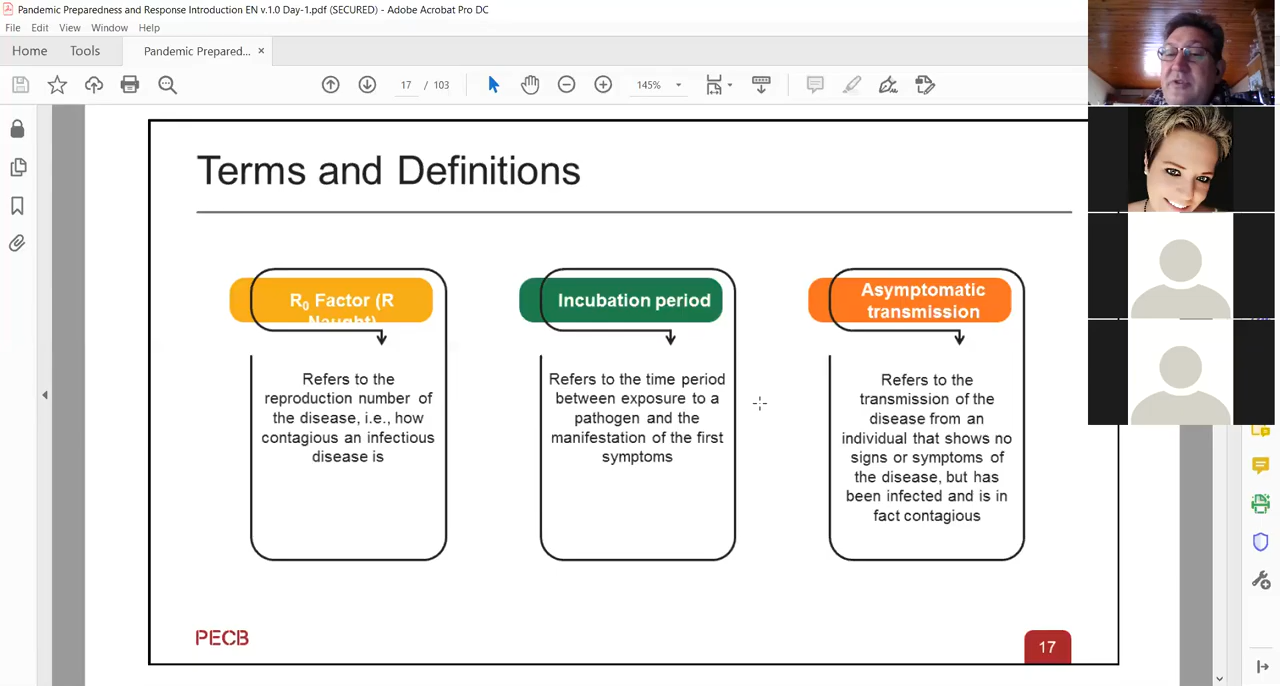 Pandemic Preparedness and Response Introduction EN v.1.0 Day-1.pdf (SECURED) - Adobe Acrobat Pro DC
File Edit View Window Help
Home Tools Pandemic Prepared... ×
17 / 103 145%
Terms and Definitions
R0 Factor (R
Naught)
Refers to the
reproduction number of
the disease, i.e., how
contagious an infectious
disease is
Incubation period
Refers to the time period
between exposure to a
pathogen and the
manifestation of the first
symptoms
Asymptomatic
transmission
Refers to the
transmission of the
disease from an
individual that shows no
signs or symptoms of
the disease, but has
been infected and is in
fact contagious
PECB
17